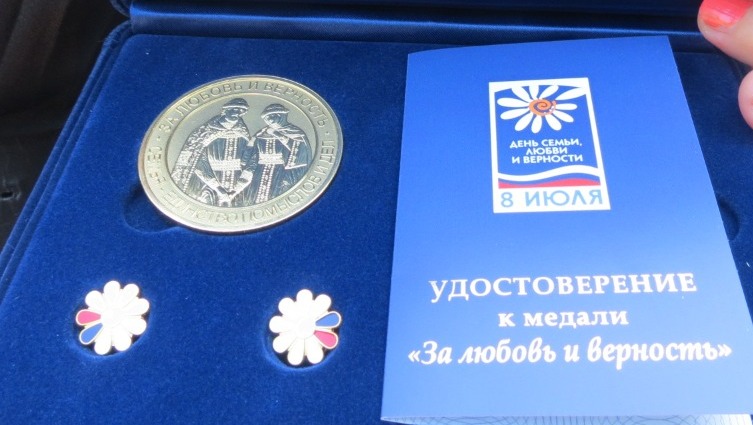 ЗА ЛЮБОВЬ И ВЕРНОСТЬ
ДЕНЬ СЕМЬИ,
ЛЮБВИ
И ВЕРНОСТИ
8 ИЮЛЯ
УДОСТОВЕРЕНИЕ
к медали
«За любовь и верность»